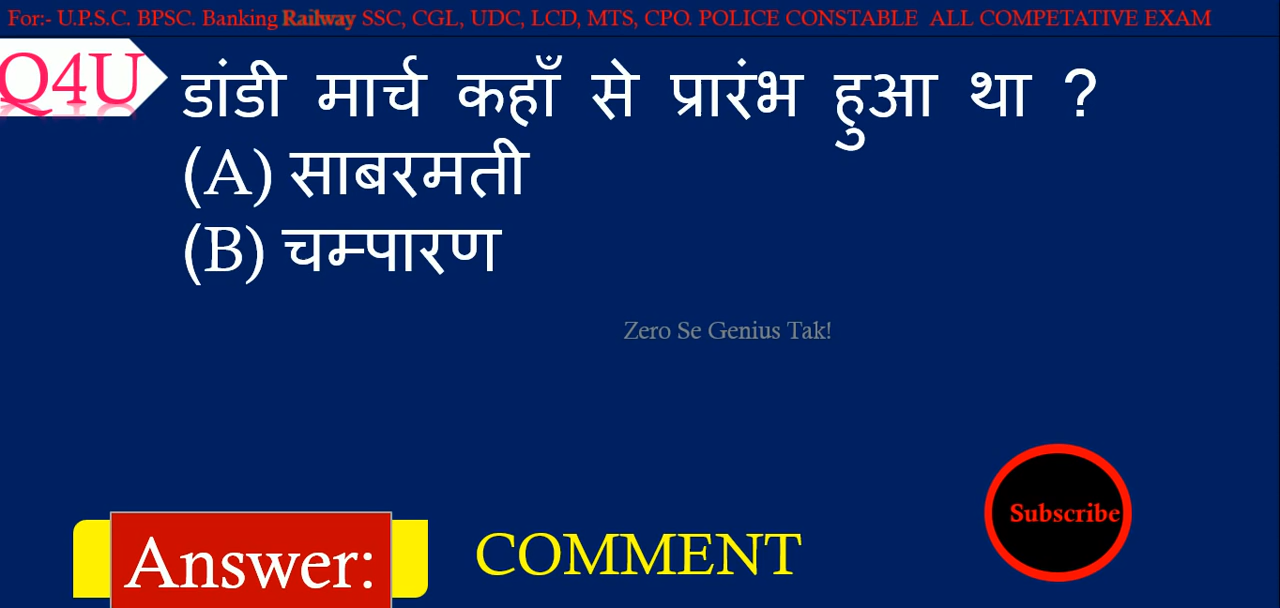 For:- U.P.S.C. BPSC. Banking Railway SSC, CGL, UDC, LCD, MTS, CPO. POLICE CONSTABLE ALL COMPETATIVE EXAM
Q4U
डांडी मार्च कहाँ से प्रारंभ हुआ था ?
(A) साबरमती
(B) चम्पारण
Zero Se Genius Tak!
Subscribe
Answer: COMMENT